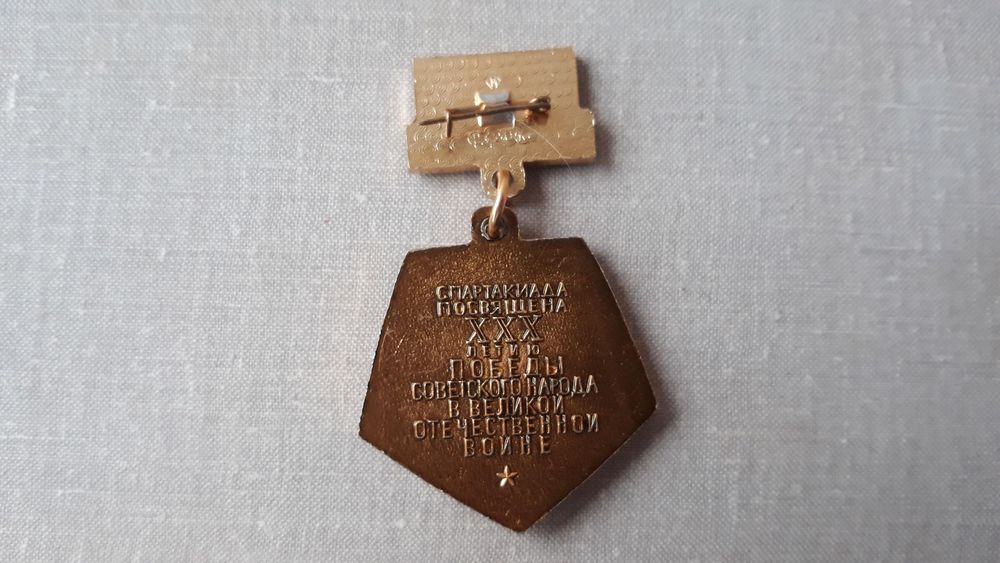 СПАРТАКИАДА
ПОСВЯЩЕНА
XXX
ЛЕТИЮ
ПОБЕДЫ
СОВЕТСКОГО НАРОДА
В ВЕЛИКОЙ
ОТЕЧЕСТВЕННОЙ
ВОЙНЕ